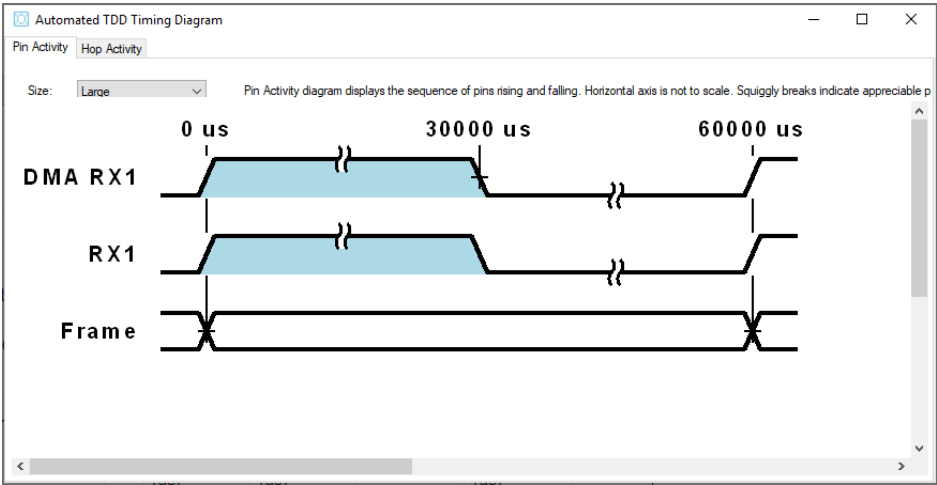 Automated TDD Timing Diagram
Pin Activity Hop Activity
Size: Large Pin Activity diagram displays the sequence of pins rising and falling. Horizontal axis is not to scale. Squiggly breaks indicate appreciable p
0 us 30000 us 60000 us
DMA RX1
RX1
Frame